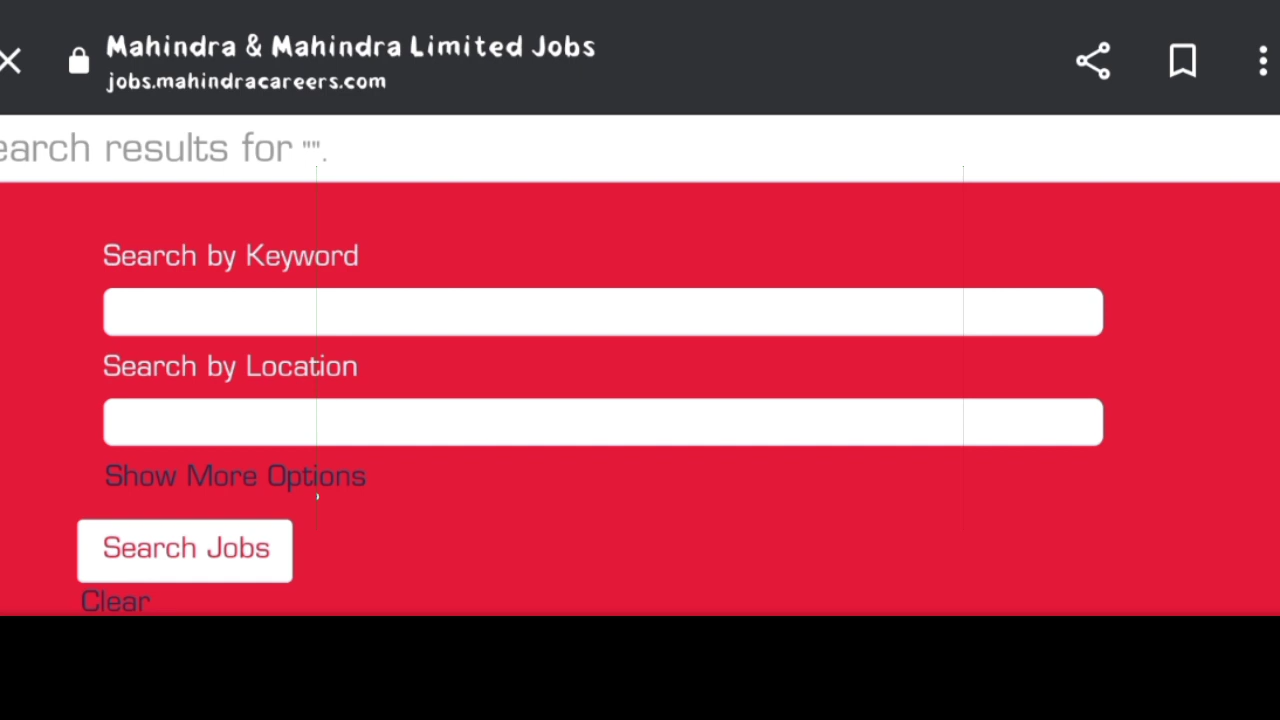 Mahindra & Mahindra Limited Jobs
jobs.mahindracareers.com
earch results for "".
Search by Keyword
Search by Location
Show More Options
Search Jobs
Clear